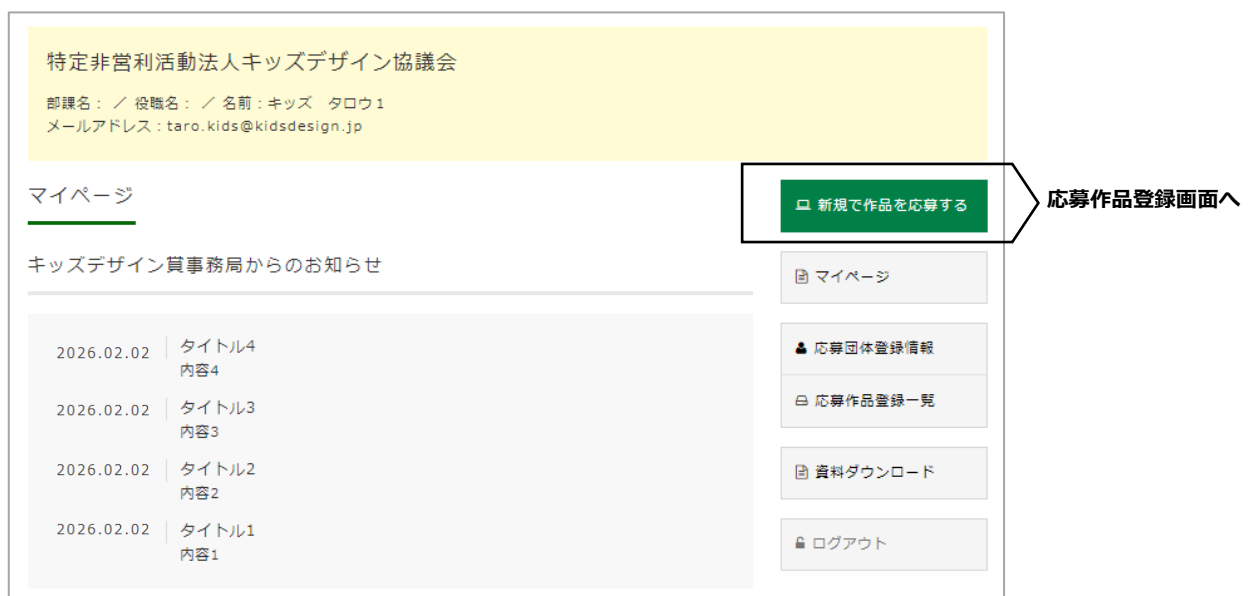 特定非営利活動法人キッズデザイン協議会
部課名： ／ 役職名： ／ 名前：キッズ　タロウ１
メールアドレス：taro.kids@kidsdesign.jp
マイページ
新規で作品を応募する
応募作品登録画面へ
キッズデザイン賞事務局からのお知らせ
マイページ
2026.02.02 タイトル4
内容4
2026.02.02 タイトル3
内容3
2026.02.02 タイトル2
内容2
2026.02.02 タイトル1
内容1
応募団体登録情報
応募作品登録一覧
資料ダウンロード
ログアウト